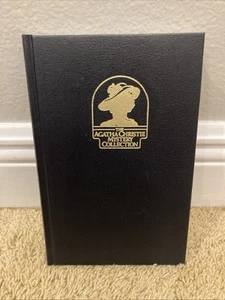 THE
AGATHA CHRISTIE
MYSTERY
COLLECTION